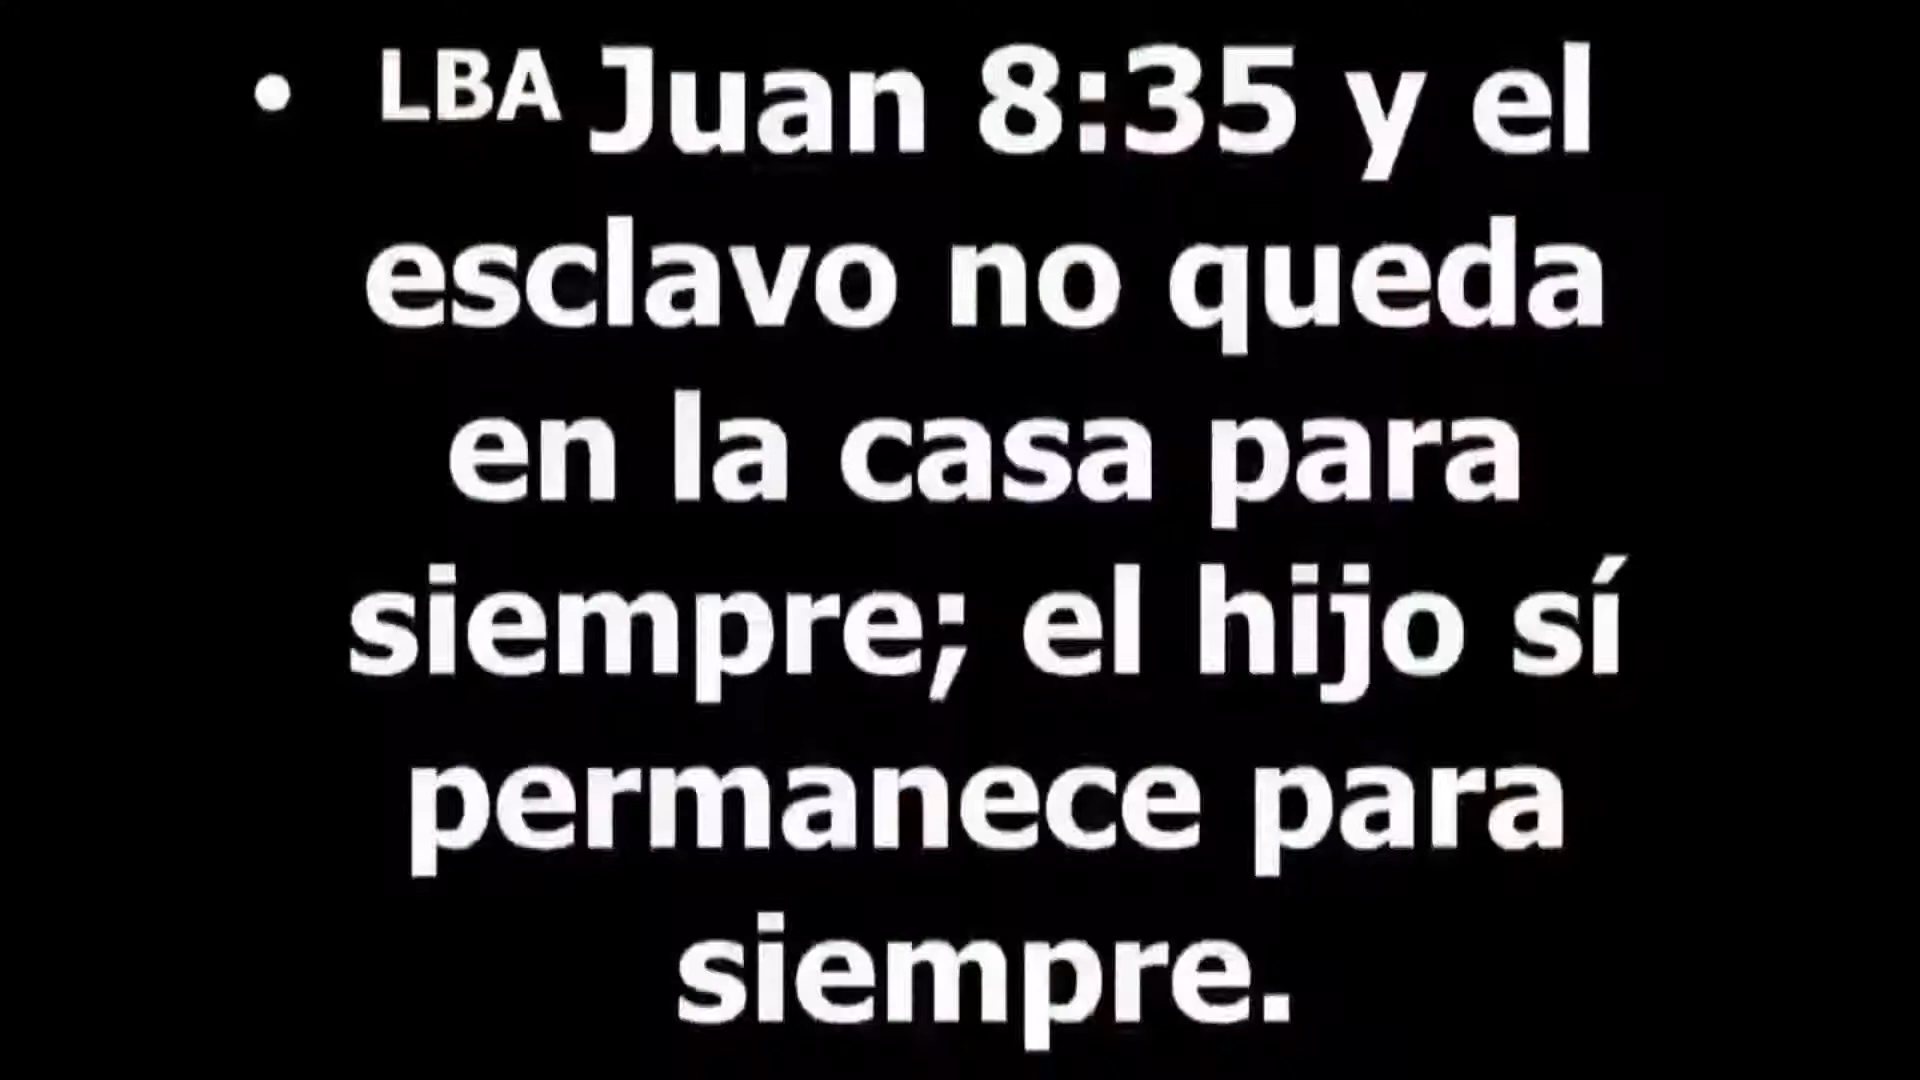 • LBA Juan 8:35 y el
esclavo no queda
en la casa para
siempre; el hijo sí
permanece para
siempre.